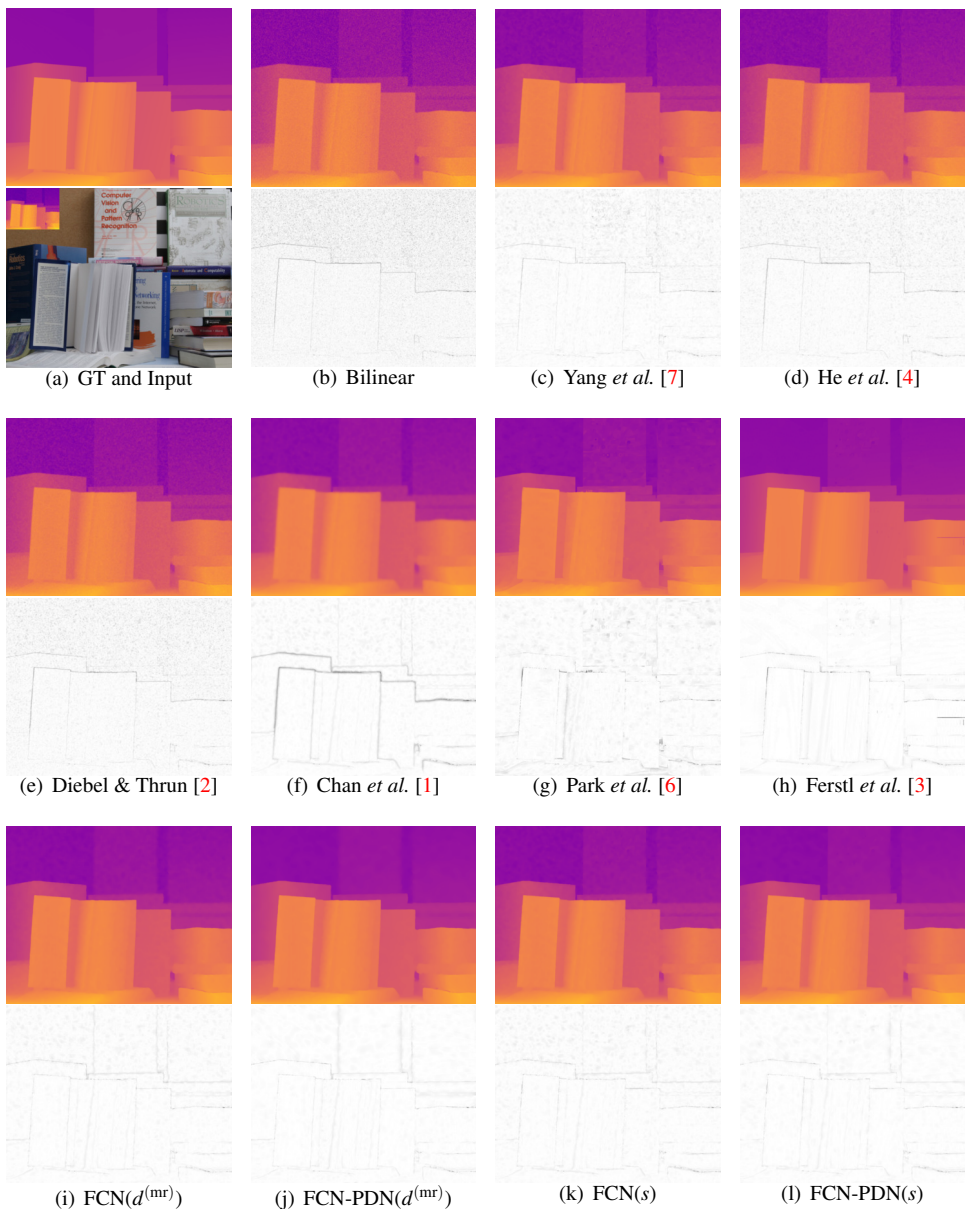 Computer
Vision
and
Pattern
Recognition
(a) GT and Input
(b) Bilinear
(c) Yang et al. [7]
(d) He et al. [4]
(e) Diebel & Thrun [2]
(f) Chan et al. [1]
(g) Park et al. [6]
(h) Ferstl et al. [3]
(i) FCN(d^(mr))
(j) FCN-PDN(d^(mr))
(k) FCN(s)
(l) FCN-PDN(s)